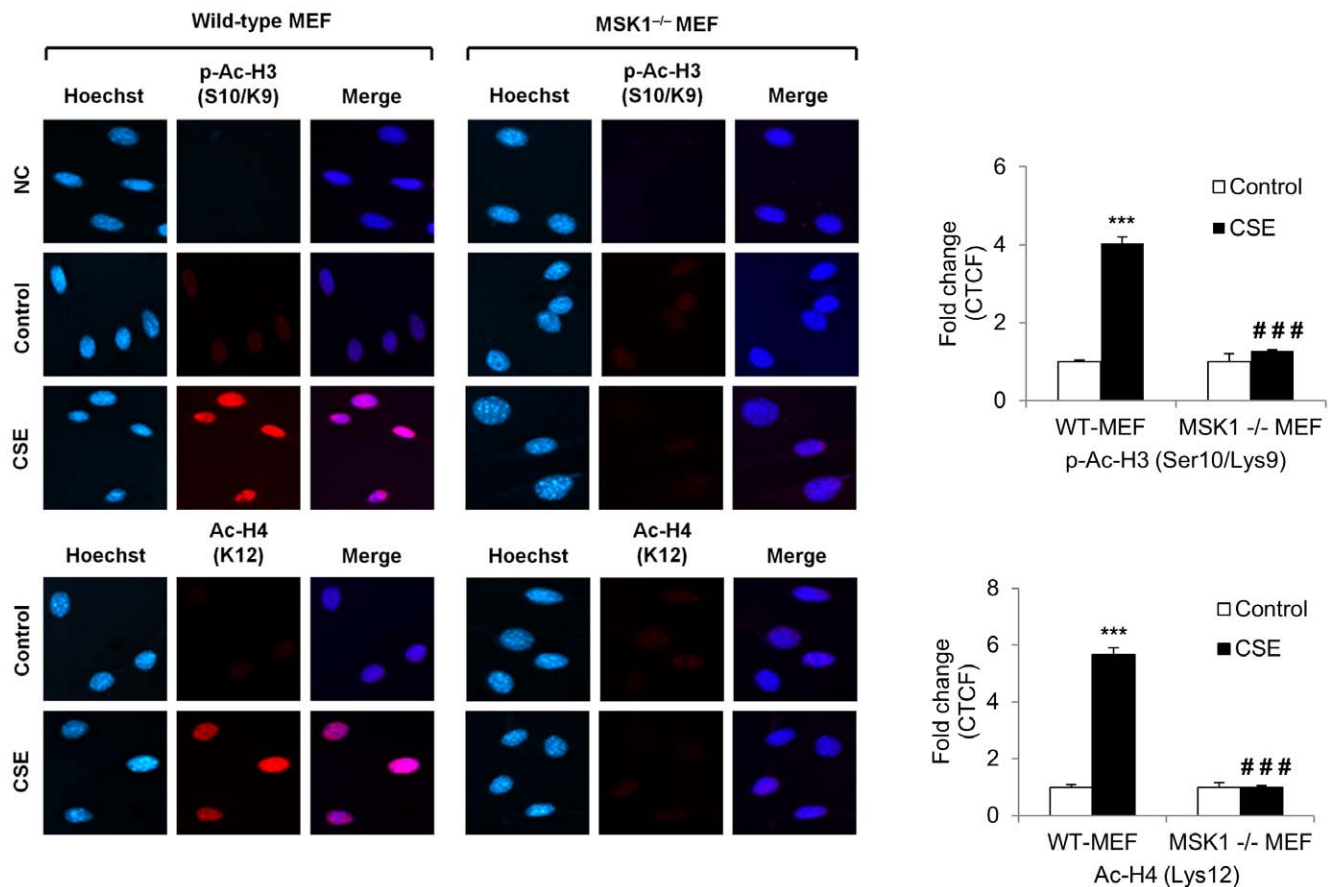 Wild-type MEF
MSK1–/– MEF
p-Ac-H3
(S10/K9)
Hoechst
Merge
p-Ac-H3
(S10/K9)
Hoechst
Merge
NC
Control
CSE
Ac-H4
(K12)
Hoechst
Merge
Ac-H4
(K12)
Hoechst
Merge
Control
CSE
Fold change
(CTCF)
6
4
2
0
Control
CSE
***
# # #
WT-MEF MSK1 -/- MEF
p-Ac-H3 (Ser10/Lys9)
Fold change
(CTCF)
8
6
4
2
0
Control
CSE
***
# # #
WT-MEF MSK1 -/- MEF
Ac-H4 (Lys12)